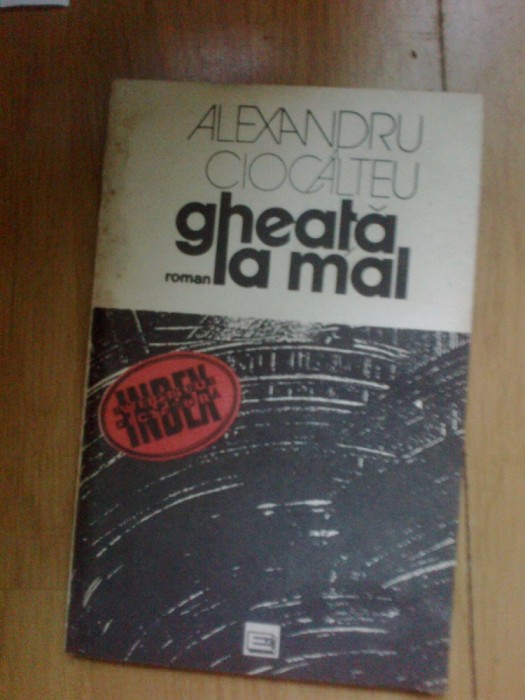 ALEXANDRU
CIOCÂLTEU
gheață
roman la mal
INDEX